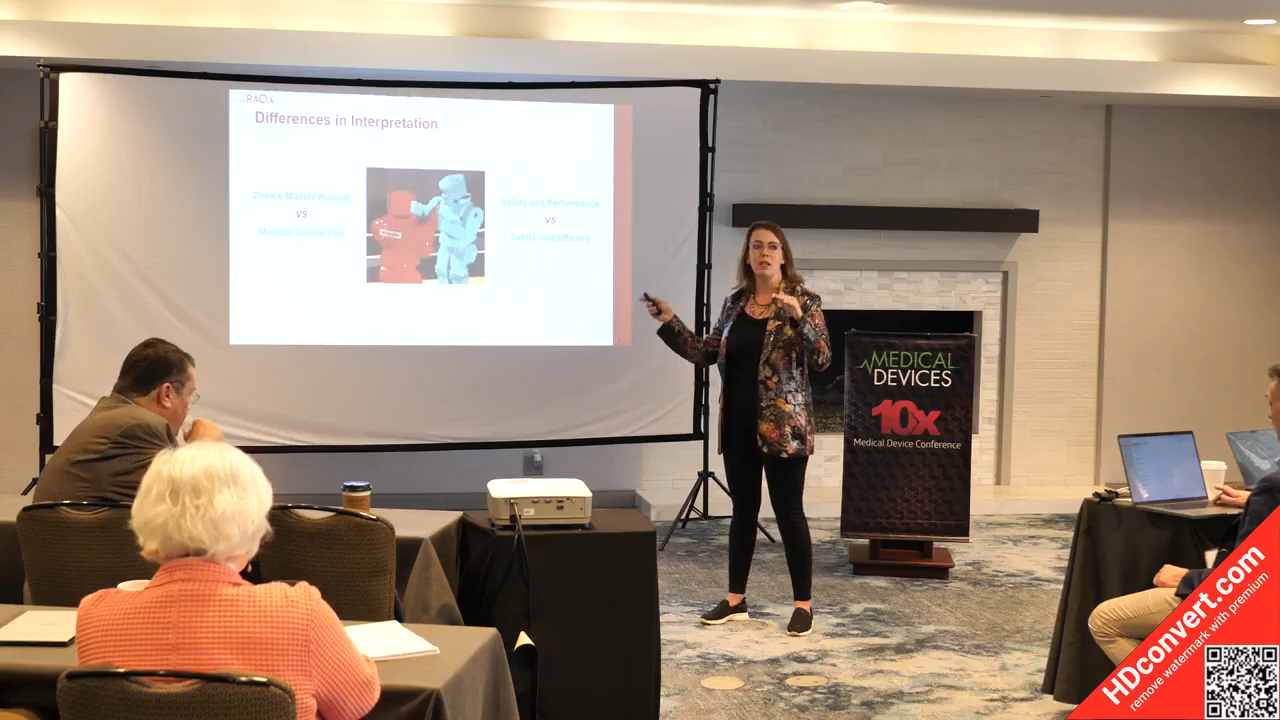 RAQA
Differences in Interpretation
Device Master Record
VS
Medical Device File
Safety and Performance
VS
Safety and Efficacy
MEDICAL
DEVICES
10x
Medical Device Conference
HDconvert.com
remove watermark with premium